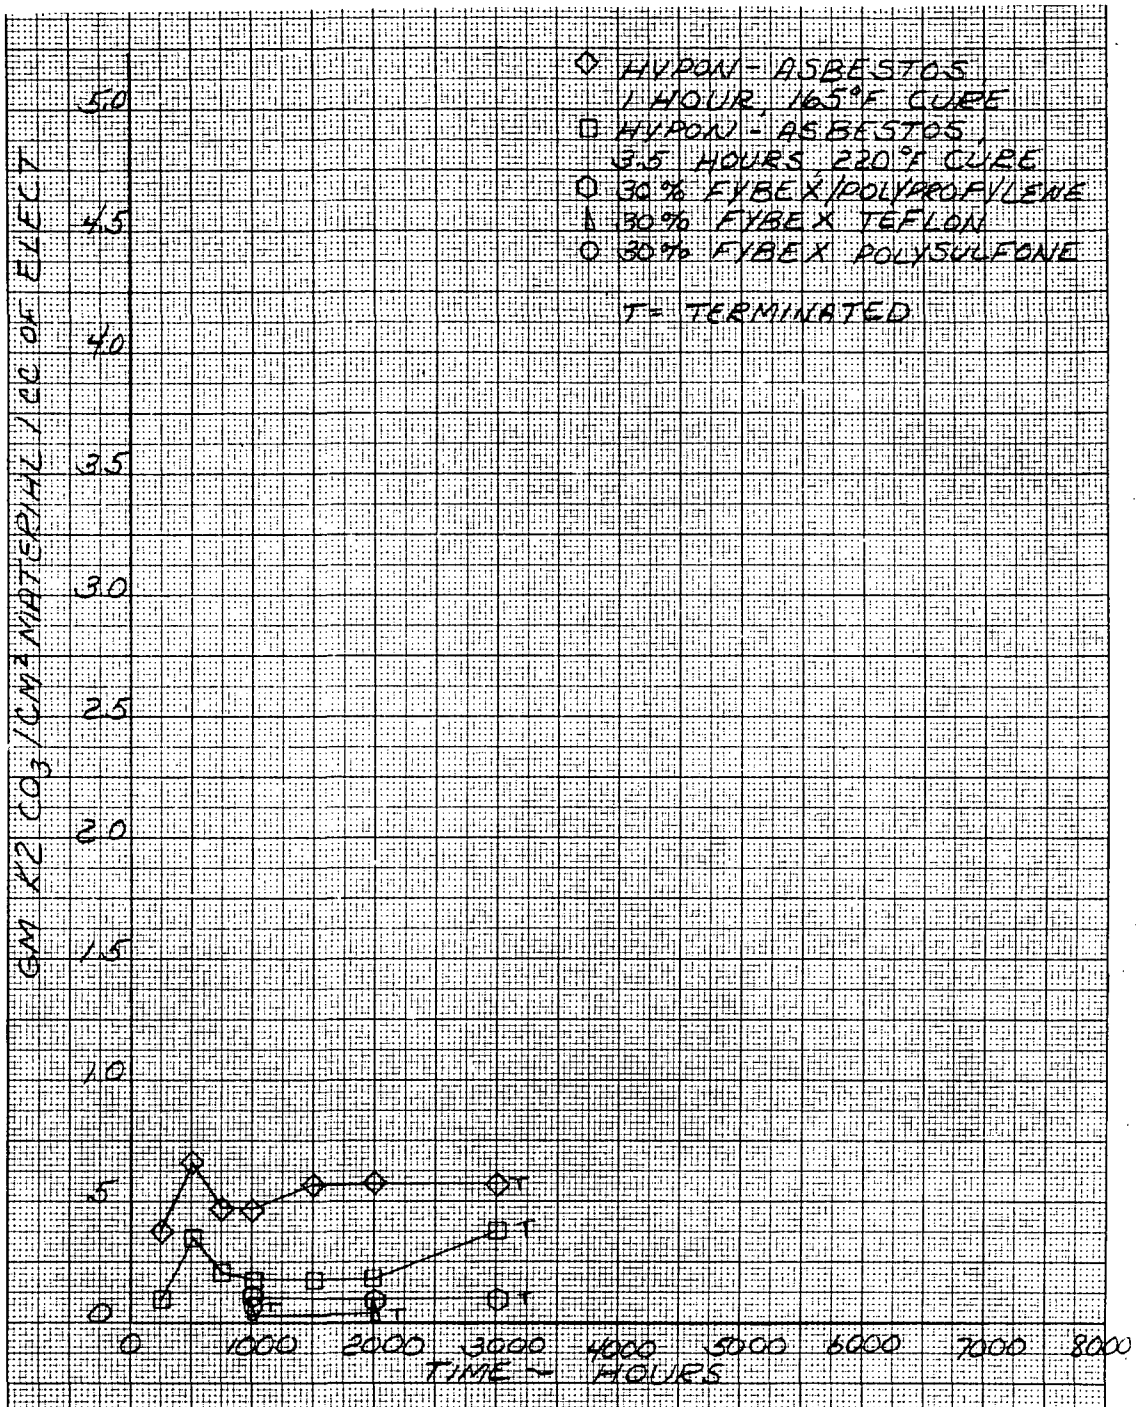 ◇ HYPON - ASBESTOS,
1 HOUR, 165°F CURE
□ HYPON - ASBESTOS,
3.5 HOURS, 220°F CURE
30% FYBEX/POLYPROPYLENE
30% FYBEX TEFLON
○ 30% FYBEX POLYSULFONE
T = TERMINATED
GM K2 CO3 / CM2 MATERIAL / CC OF ELECT
5.0
4.5
4.0
3.5
3.0
2.5
2.0
1.5
1.0
.5
0
T
T
T
T
T
0 1000 2000 3000 4000 5000 6000 7000 8000
TIME ~ HOURS